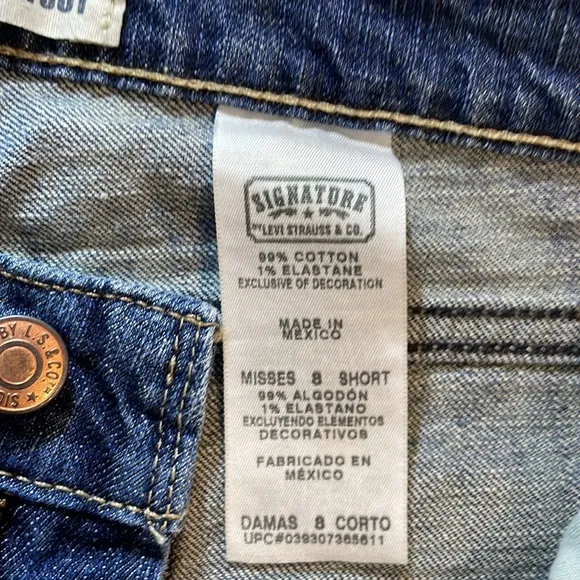 SIGNATURE
BY LEVI STRAUSS & CO.
99% COTTON
1% ELASTANE
EXCLUSIVE OF DECORATION
MADE IN
MEXICO
MISSES 8 SHORT
99% ALGODÓN
1% ELASTANO
EXCLUYENDO ELEMENTOS
DECORATIVOS
FABRICADO EN
MÉXICO
DAMAS 8 CORTO
UPC#039307365611
BY L.S.&CO.™